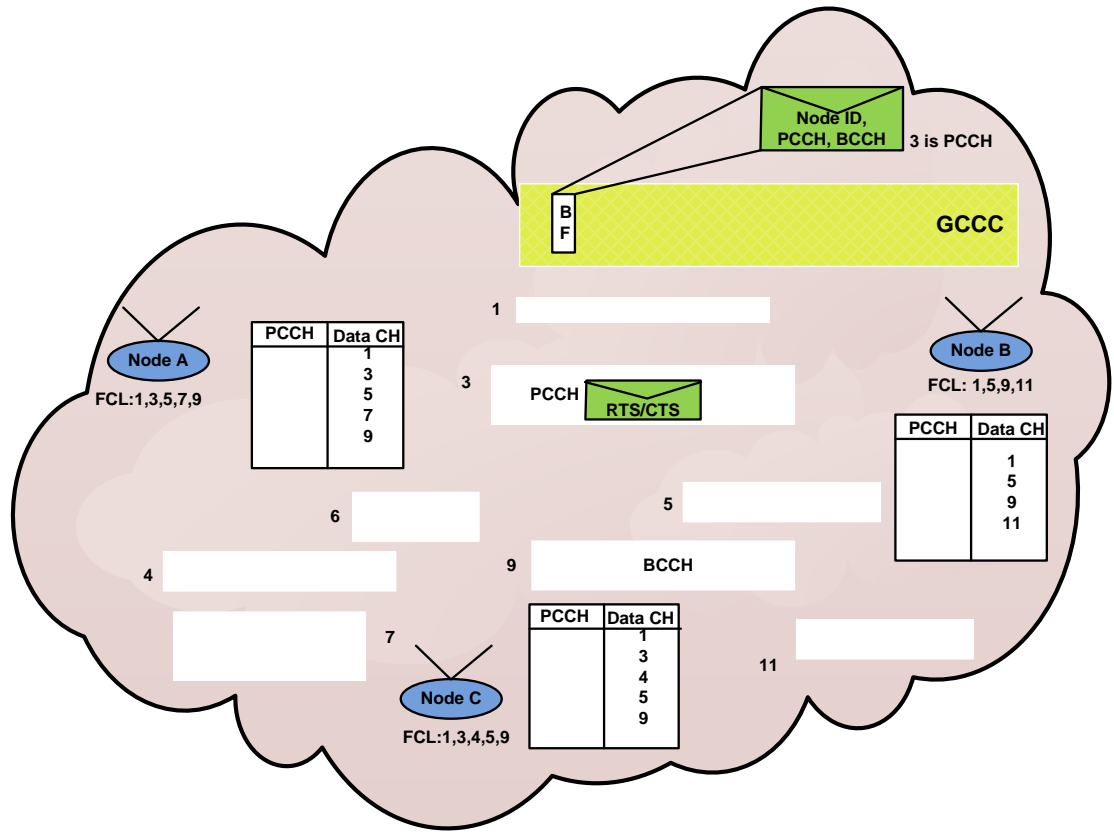 Node ID,
PCCH, BCCH
3 is PCCH
B
F
GCCC
1
Node A
FCL:1,3,5,7,9
PCCH Data CH
1
3
5
7
9
3
PCCH
RTS/CTS
Node B
FCL: 1,5,9,11
PCCH Data CH
1
5
9
11
6
5
4
9
BCCH
7
Node C
FCL:1,3,4,5,9
PCCH Data CH
1
3
4
5
9
11